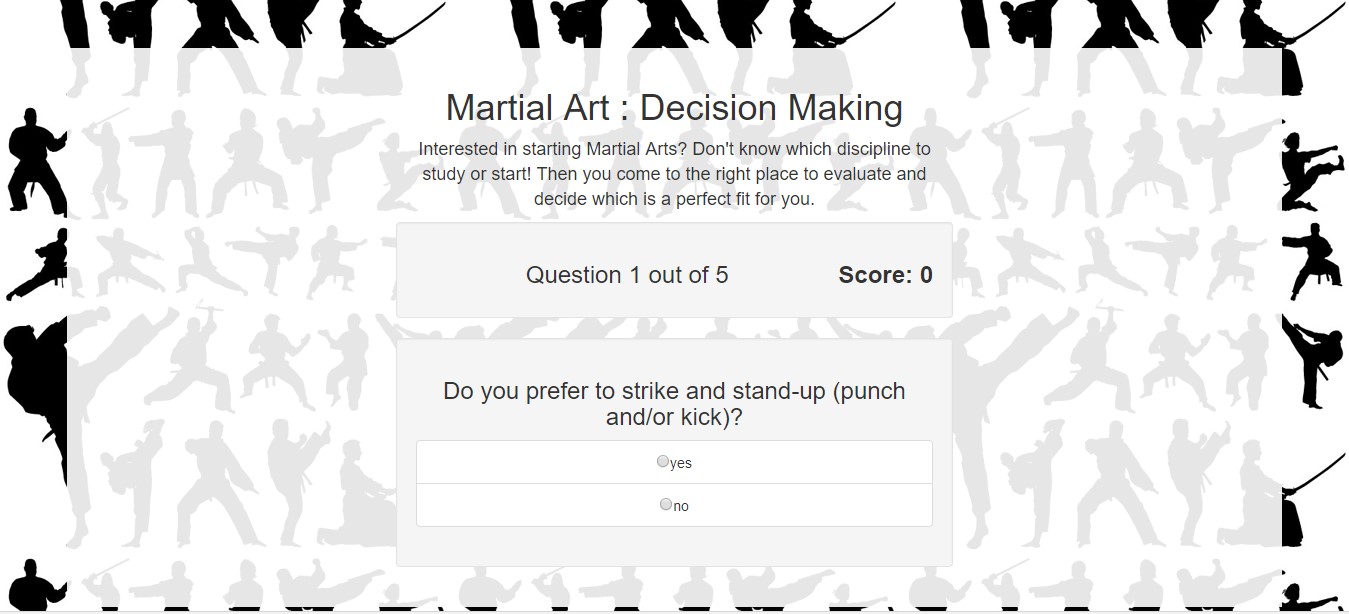 Martial Art : Decision Making
Interested in starting Martial Arts? Don't know which discipline to
study or start! Then you come to the right place to evaluate and
decide which is a perfect fit for you.
Question 1 out of 5
Score: 0
Do you prefer to strike and stand-up (punch
and/or kick)?
yes
no